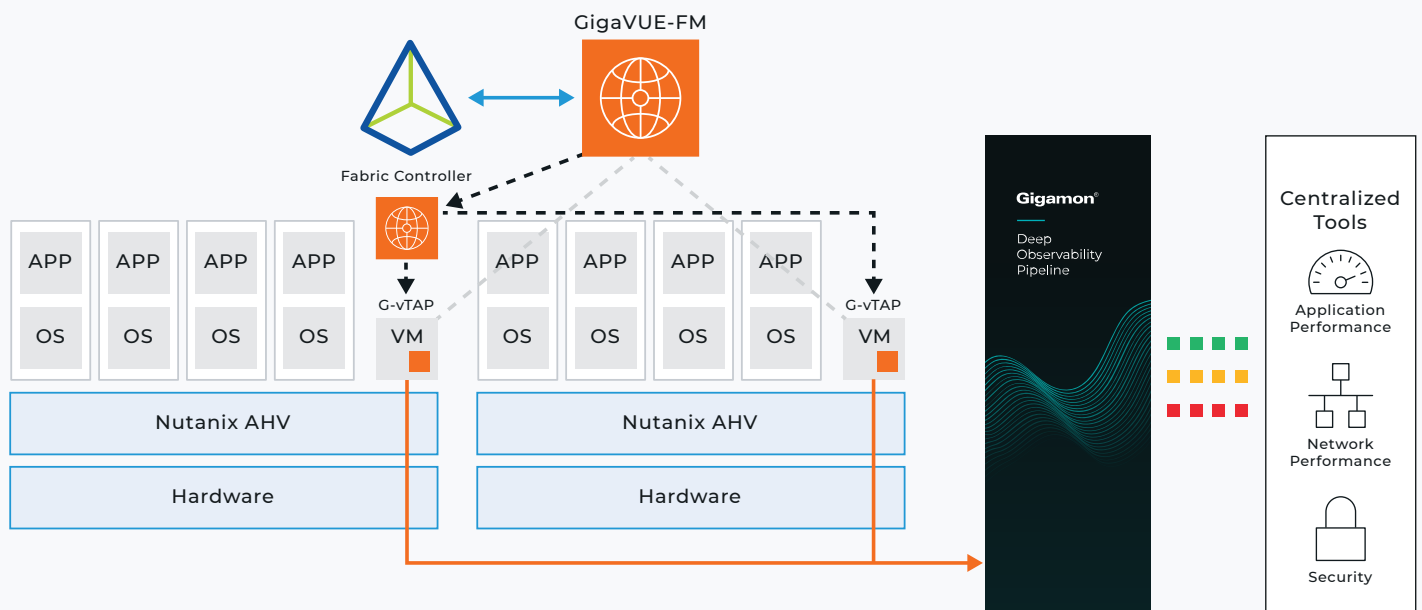 GigaVUE-FM
Fabric Controller
APP
APP
APP
APP
OS
OS
OS
OS
G-vTAP
VM
APP
APP
APP
APP
OS
OS
OS
OS
G-vTAP
VM
Nutanix AHV
Nutanix AHV
Hardware
Hardware
Gigamon®
Deep
Observability
Pipeline
Centralized
Tools
Application
Performance
Network
Performance
Security